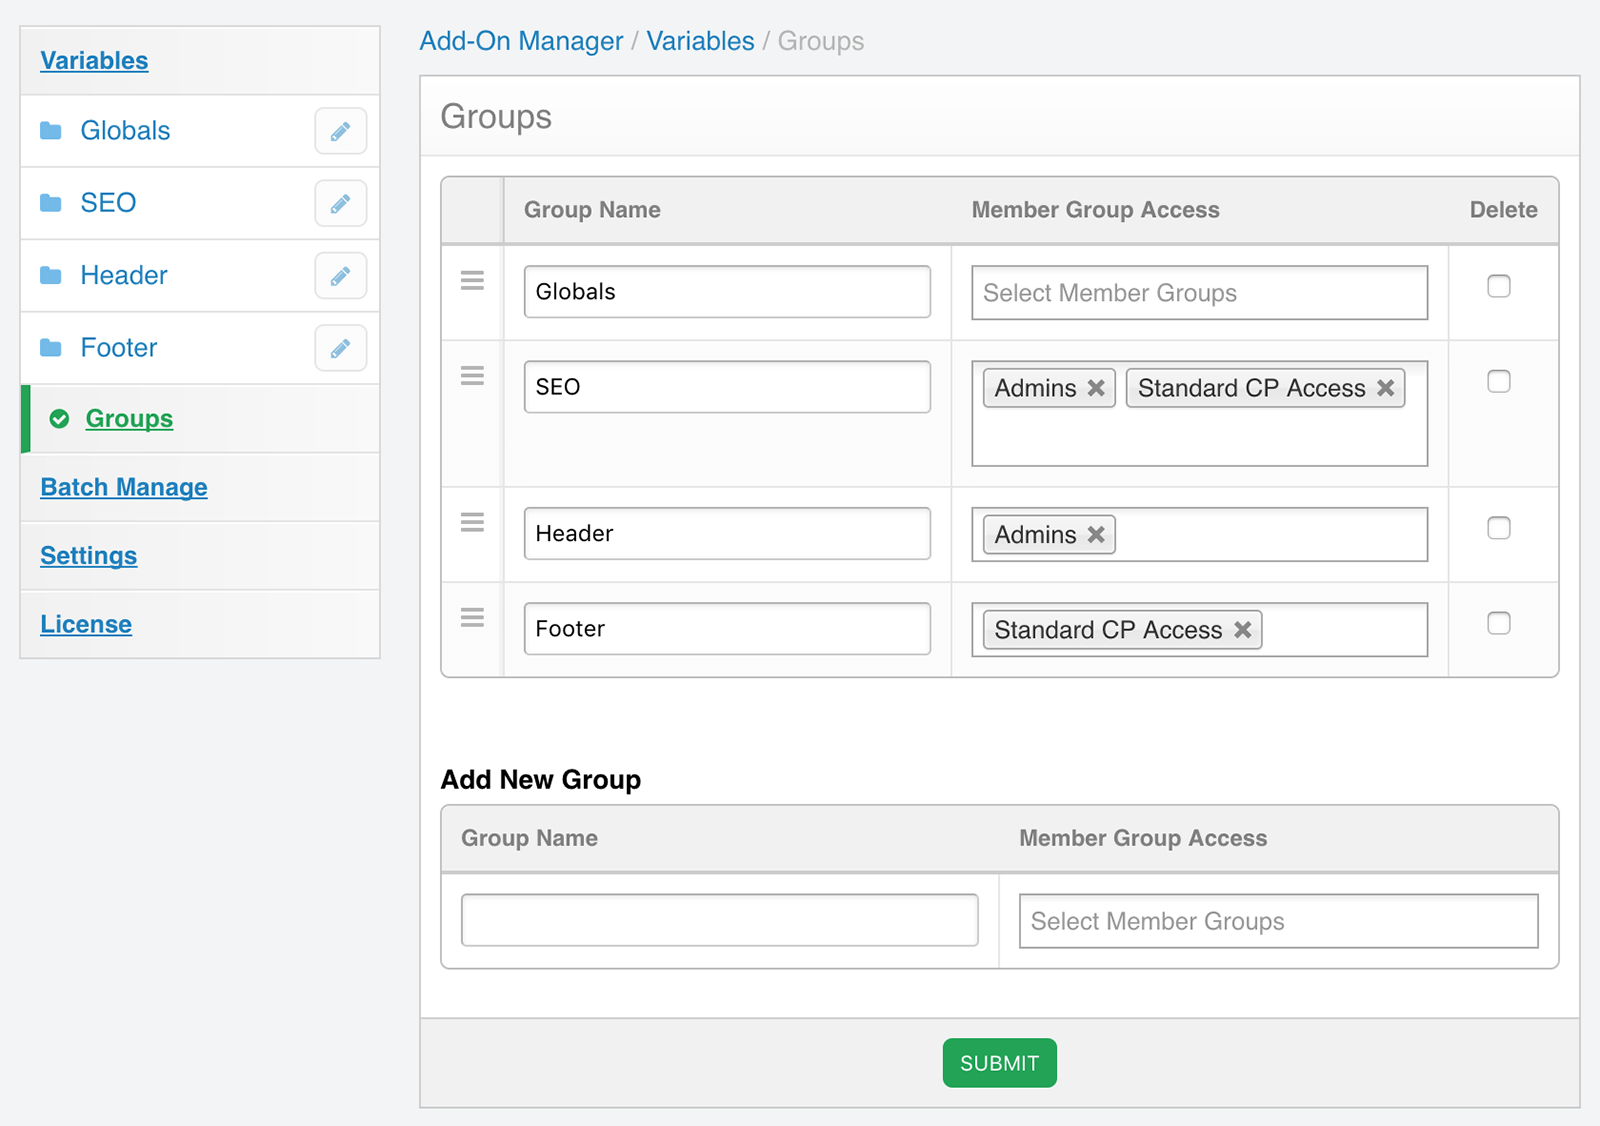 Variables
Globals
SEO
Header
Footer
Groups
Batch Manage
Settings
License
Add-On Manager / Variables / Groups
Groups
Group Name Member Group Access Delete
Globals Select Member Groups
SEO Admins Standard CP Access
Header Admins
Footer Standard CP Access
Add New Group
Group Name Member Group Access
Select Member Groups
SUBMIT